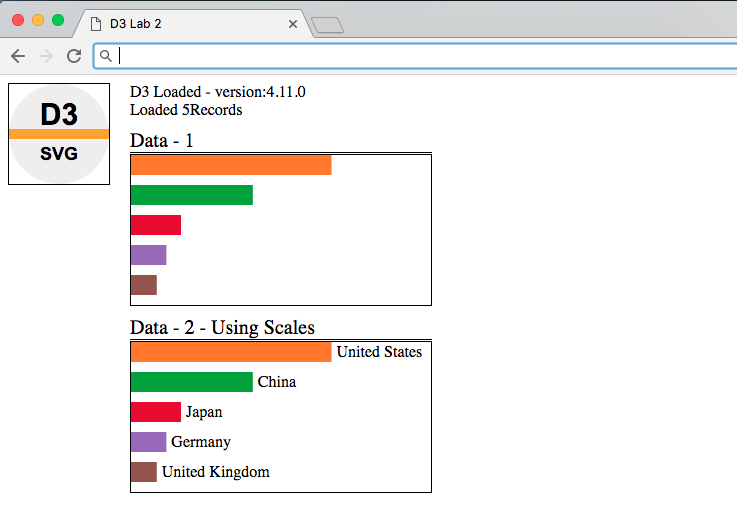 D3 Lab 2
D3
SVG
D3 Loaded - version:4.11.0
Loaded 5Records
Data - 1
Data - 2 - Using Scales
United States
China
Japan
Germany
United Kingdom